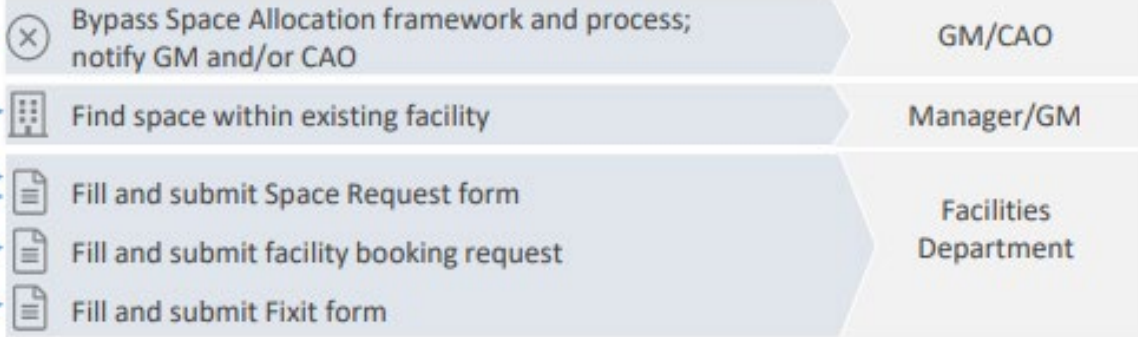 Bypass Space Allocation framework and process;
notify GM and/or CAO
GM/CAO
Find space within existing facility
Manager/GM
Fill and submit Space Request form
Fill and submit facility booking request
Fill and submit Fixit form
Facilities
Department